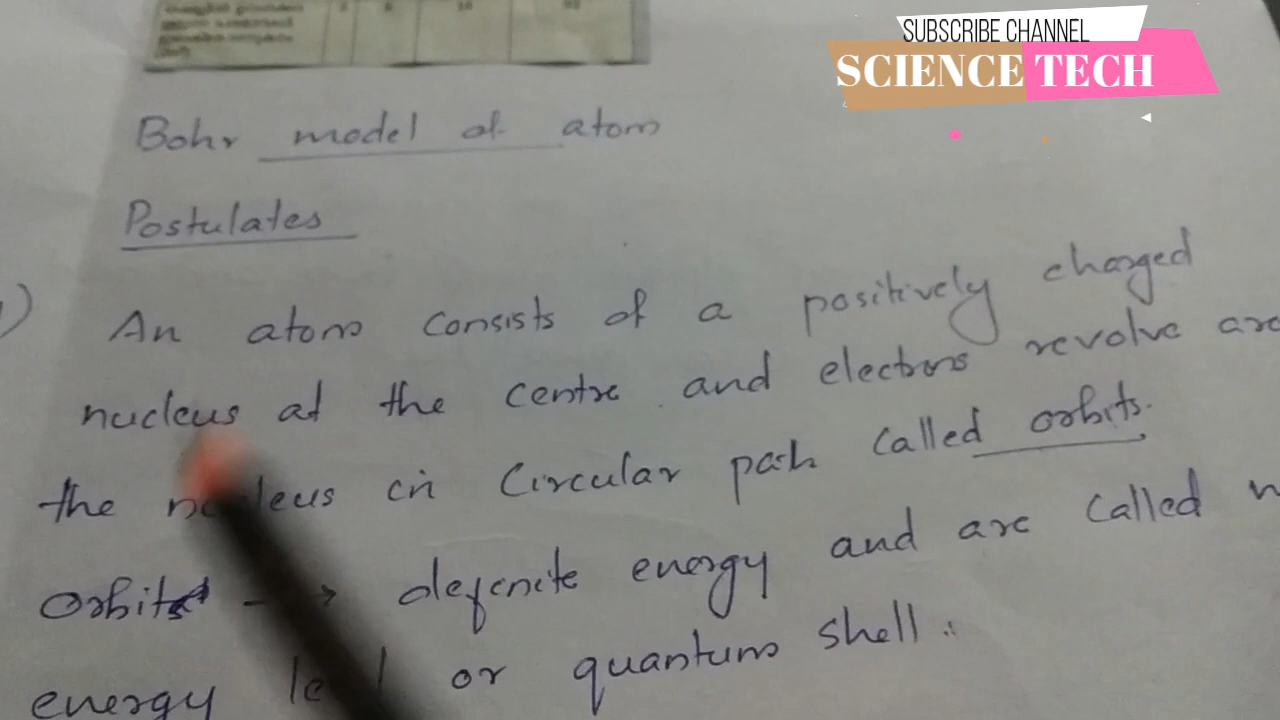 SUBSCRIBE CHANNEL
SCIENCE TECH
Bohr model of atom
Postulates
1) An atom consists of a positively charged
nucleus at the centre and electrons revolve
the nucleus in Circular path called orbits.
Orbits → definite energy and are called
energy or quantum shell.